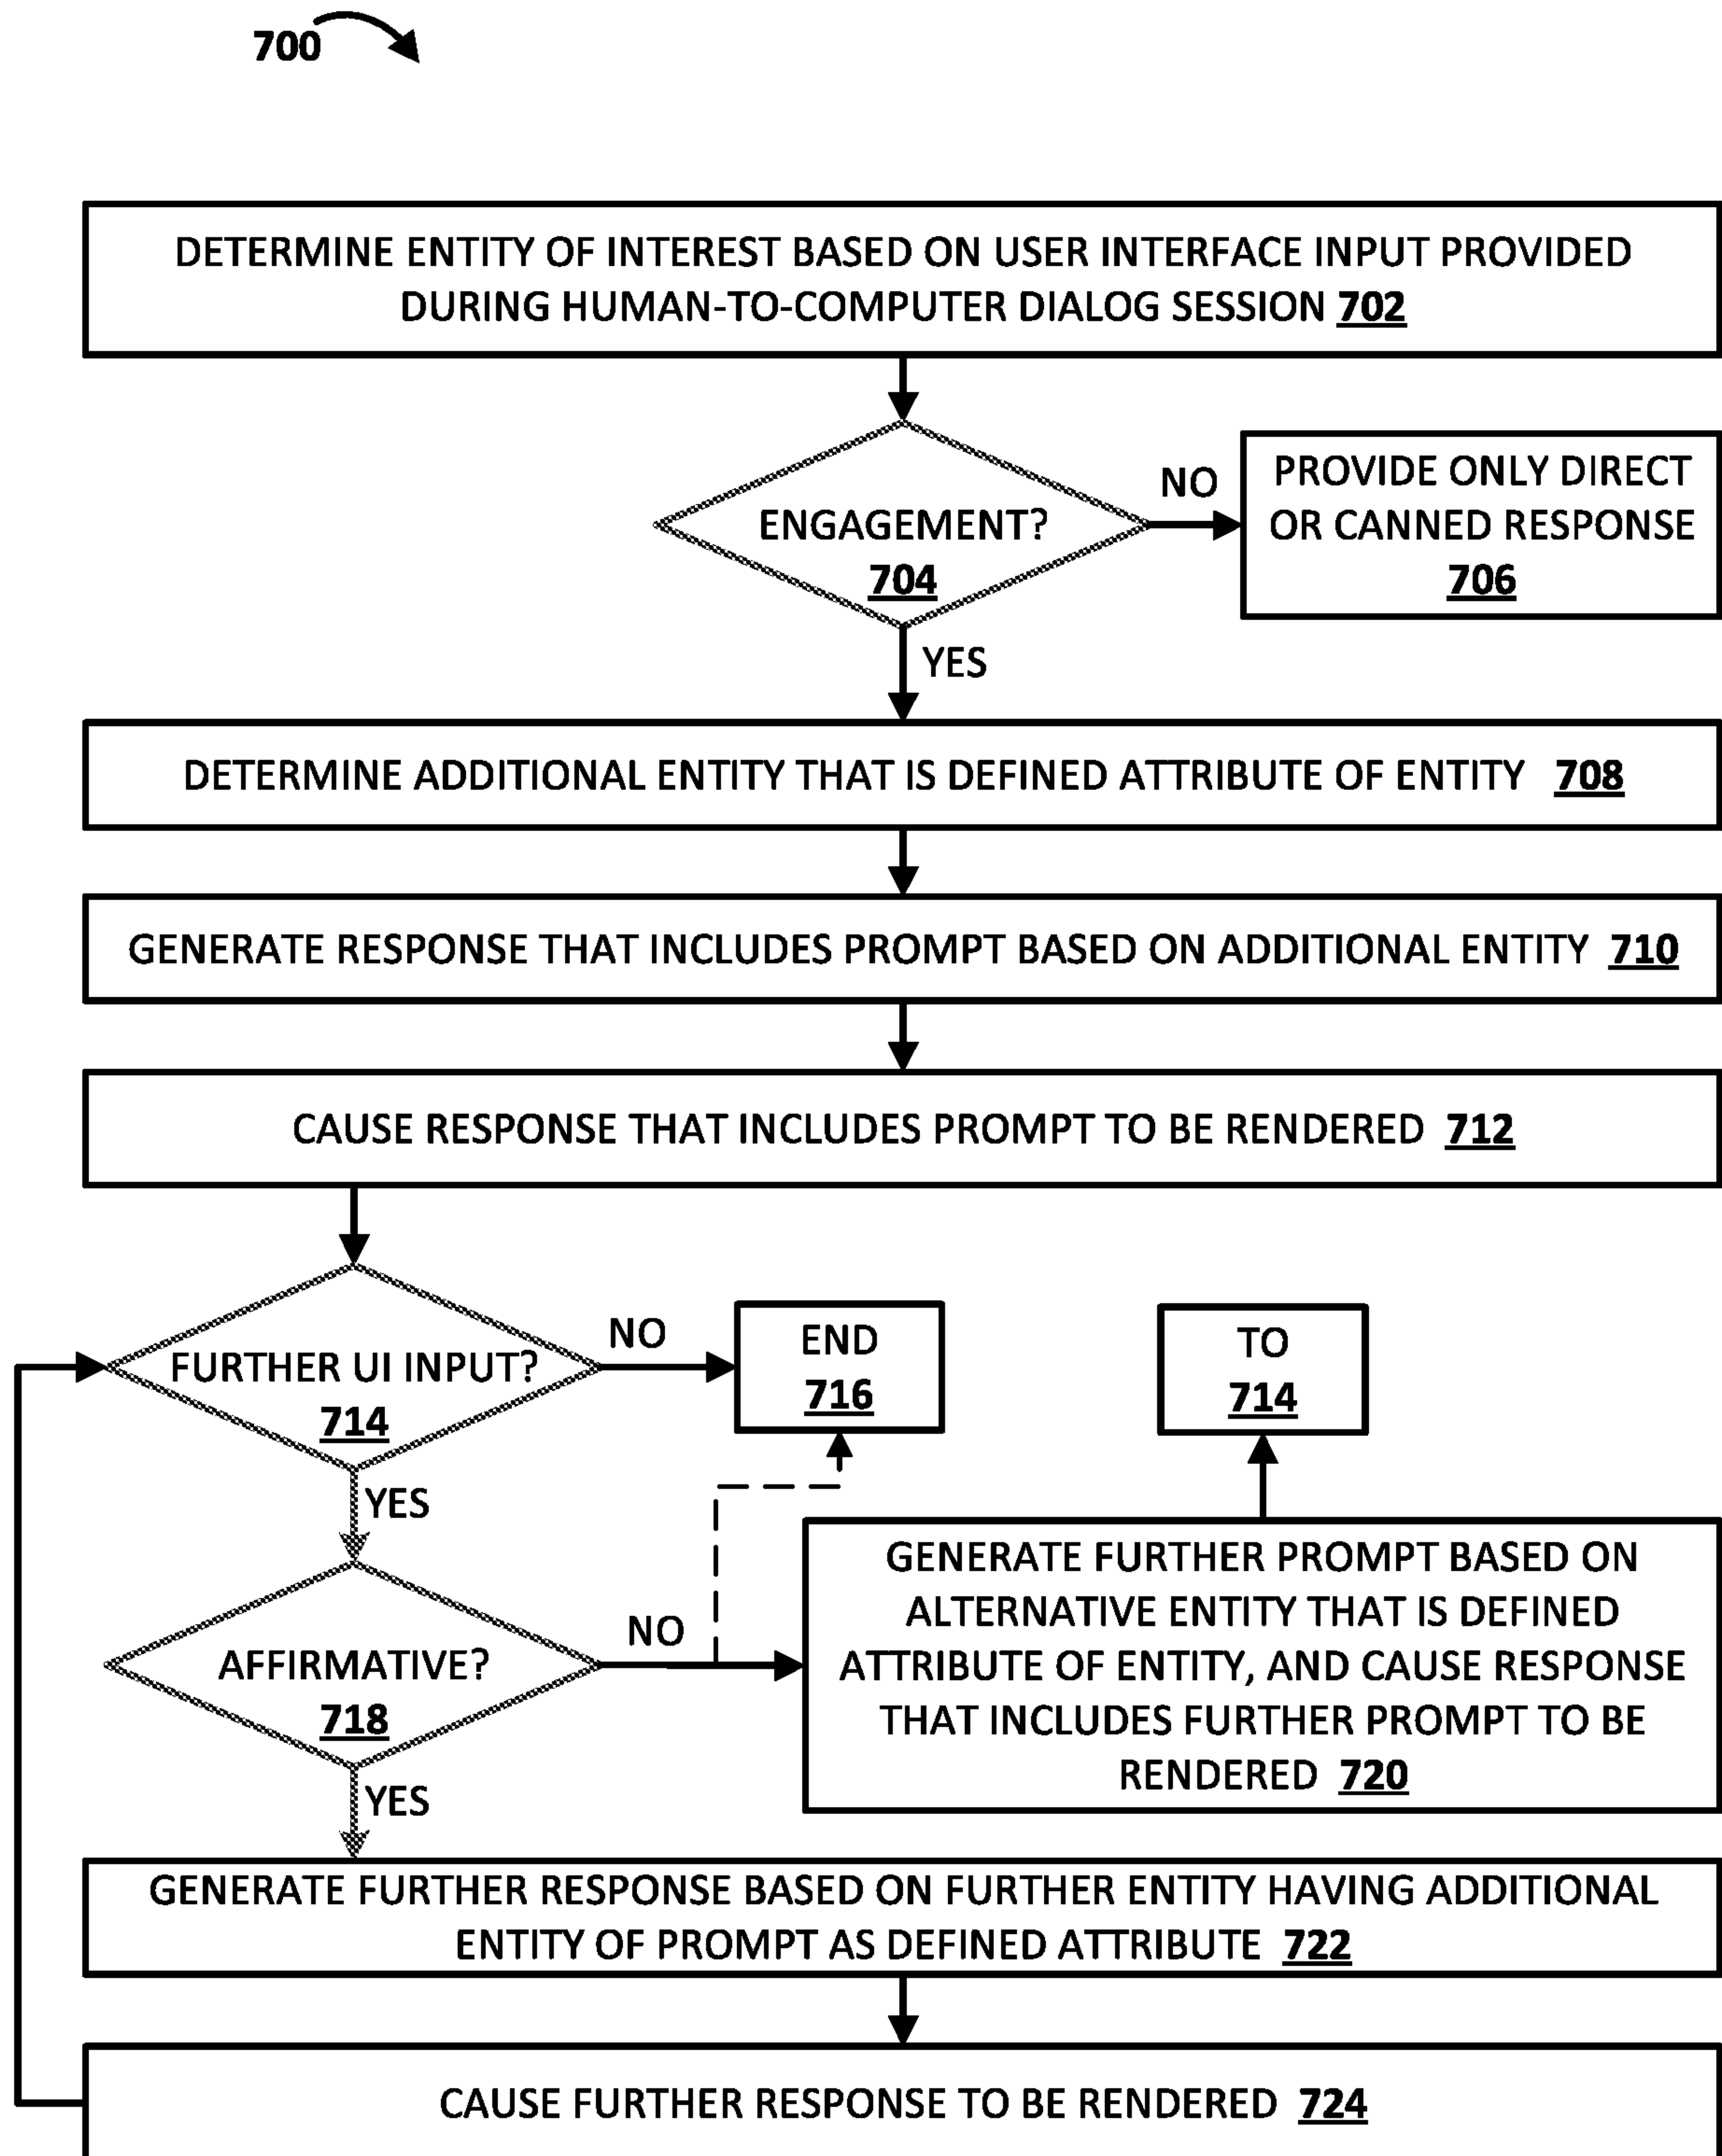 700
DETERMINE ENTITY OF INTEREST BASED ON USER INTERFACE INPUT PROVIDED
DURING HUMAN-TO-COMPUTER DIALOG SESSION 702
ENGAGEMENT?
704
NO
PROVIDE ONLY DIRECT
OR CANNED RESPONSE
706
YES
DETERMINE ADDITIONAL ENTITY THAT IS DEFINED ATTRIBUTE OF ENTITY 708
GENERATE RESPONSE THAT INCLUDES PROMPT BASED ON ADDITIONAL ENTITY 710
CAUSE RESPONSE THAT INCLUDES PROMPT TO BE RENDERED 712
FURTHER UI INPUT?
714
NO
END
716
TO
714
YES
AFFIRMATIVE?
718
NO
GENERATE FURTHER PROMPT BASED ON
ALTERNATIVE ENTITY THAT IS DEFINED
ATTRIBUTE OF ENTITY, AND CAUSE RESPONSE
THAT INCLUDES FURTHER PROMPT TO BE
RENDERED 720
YES
GENERATE FURTHER RESPONSE BASED ON FURTHER ENTITY HAVING ADDITIONAL
ENTITY OF PROMPT AS DEFINED ATTRIBUTE 722
CAUSE FURTHER RESPONSE TO BE RENDERED 724